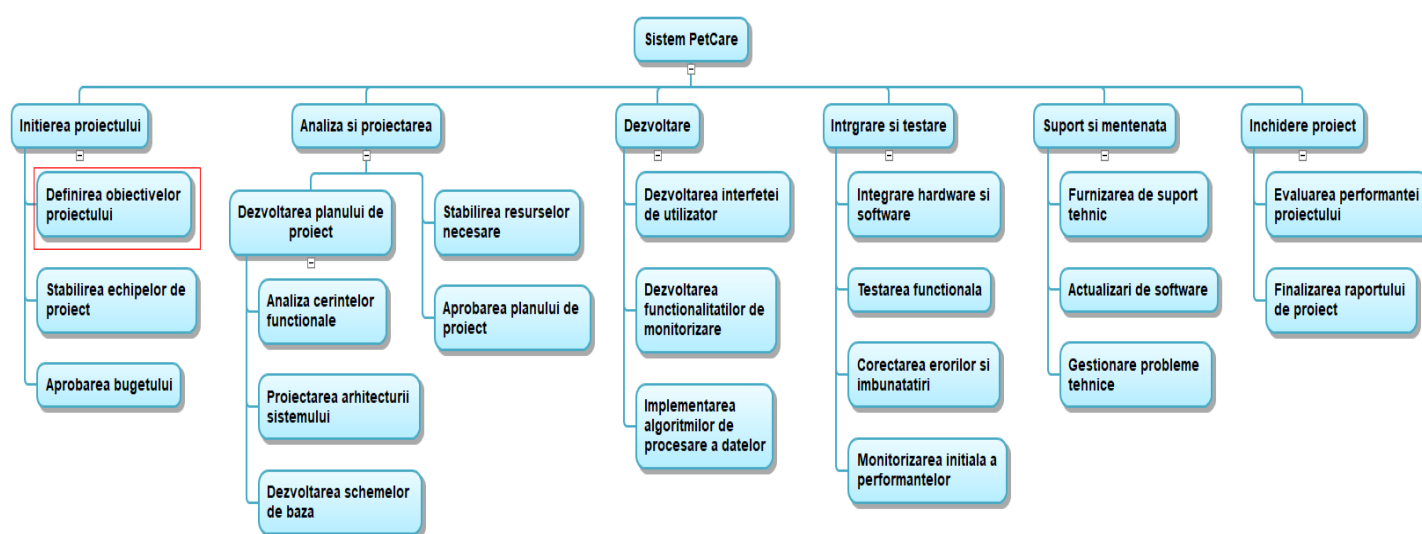 Sistem PetCare
Initierea proiectului
Definirea obiectivelor
proiectului
Stabilirea echipelor de
proiect
Aprobarea bugetului
Analiza si proiectarea
Dezvoltarea planului de
proiect
Analiza cerintelor
functionale
Proiectarea arhitecturii
sistemului
Dezvoltarea schemelor
de baza
Stabilirea resurselor
necesare
Aprobarea planului de
proiect
Dezvoltare
Dezvoltarea interfetei
de utilizator
Dezvoltarea
functionalitatilor de
monitorizare
Implementarea
algoritmilor de
procesare a datelor
Intrgrare si testare
Integrare hardware si
software
Testarea functionala
Corectarea erorilor si
imbunatatiri
Monitorizarea initiala a
performantelor
Suport si mentenata
Furnizarea de suport
tehnic
Actualizari de software
Gestionare probleme
tehnice
Inchidere proiect
Evaluarea performantei
proiectului
Finalizarea raportului
de proiect